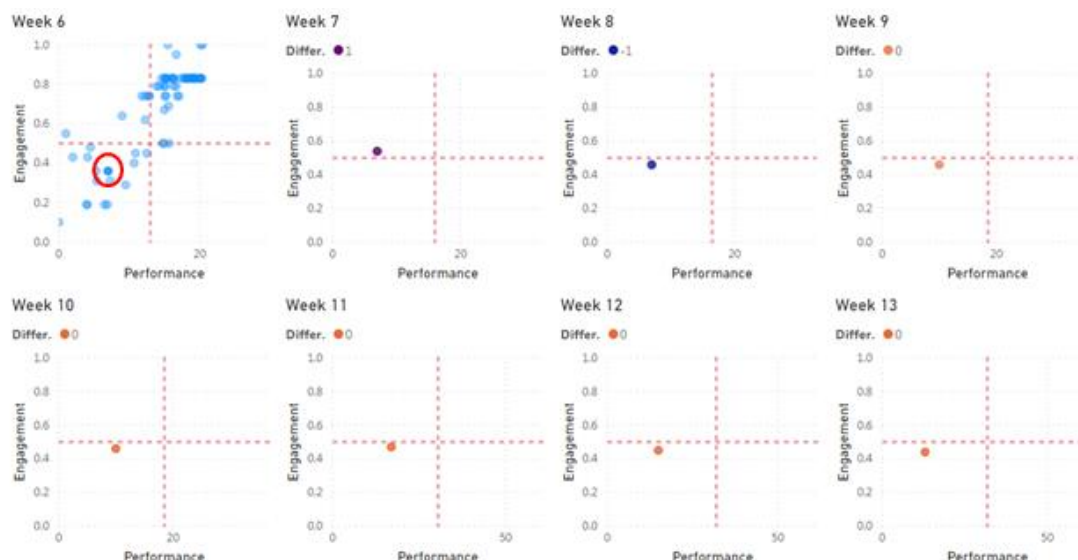 Week 6
1.0
0.8
0.6
0.4
0.2
0.0
Engagement
0
20
Performance
Week 7
Differ. 1
1.0
0.8
0.6
0.4
0.2
0.0
Engagement
0
20
Performance
Week 8
Differ. -1
1.0
0.8
0.6
0.4
0.2
0.0
Engagement
0
20
Performance
Week 9
Differ. 0
1.0
0.8
0.6
0.4
0.2
0.0
Engagement
0
20
Performance
Week 10
Differ. 0
1.0
0.8
0.6
0.4
0.2
0.0
Engagement
0
20
Performance
Week 11
Differ. 0
1.0
0.8
0.6
0.4
0.2
0.0
Engagement
0
50
Performance
Week 12
Differ. 0
1.0
0.8
0.6
0.4
0.2
0.0
Engagement
0
50
Performance
Week 13
Differ. 0
1.0
0.8
0.6
0.4
0.2
0.0
Engagement
0
50
Performance